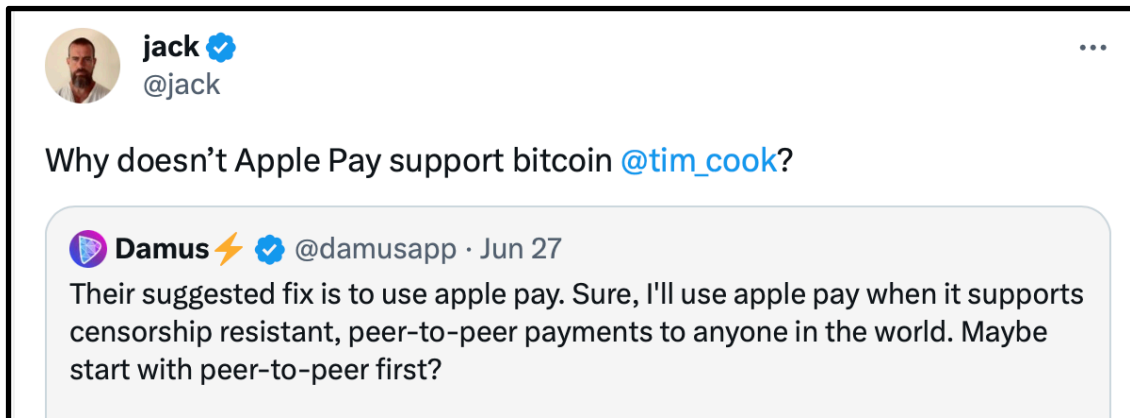 jack
@jack
Why doesn’t Apple Pay support bitcoin @tim_cook?
Damus⚡ @damusapp · Jun 27
Their suggested fix is to use apple pay. Sure, I'll use apple pay when it supports
censorship resistant, peer-to-peer payments to anyone in the world. Maybe
start with peer-to-peer first?